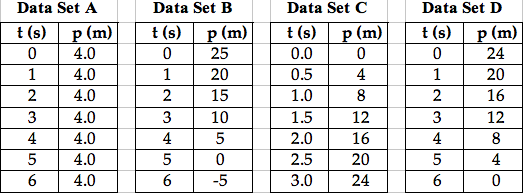 Data Set A Data Set B Data Set C Data Set D
t (s) p (m) t (s) p (m) t (s) p (m) t (s) p (m)
0 4.0 0 25 0.0 0 0 24
1 4.0 1 20 0.5 4 1 20
2 4.0 2 15 1.0 8 2 16
3 4.0 3 10 1.5 12 3 12
4 4.0 4 5 2.0 16 4 8
5 4.0 5 0 2.5 20 5 4
6 4.0 6 -5 3.0 24 6 0